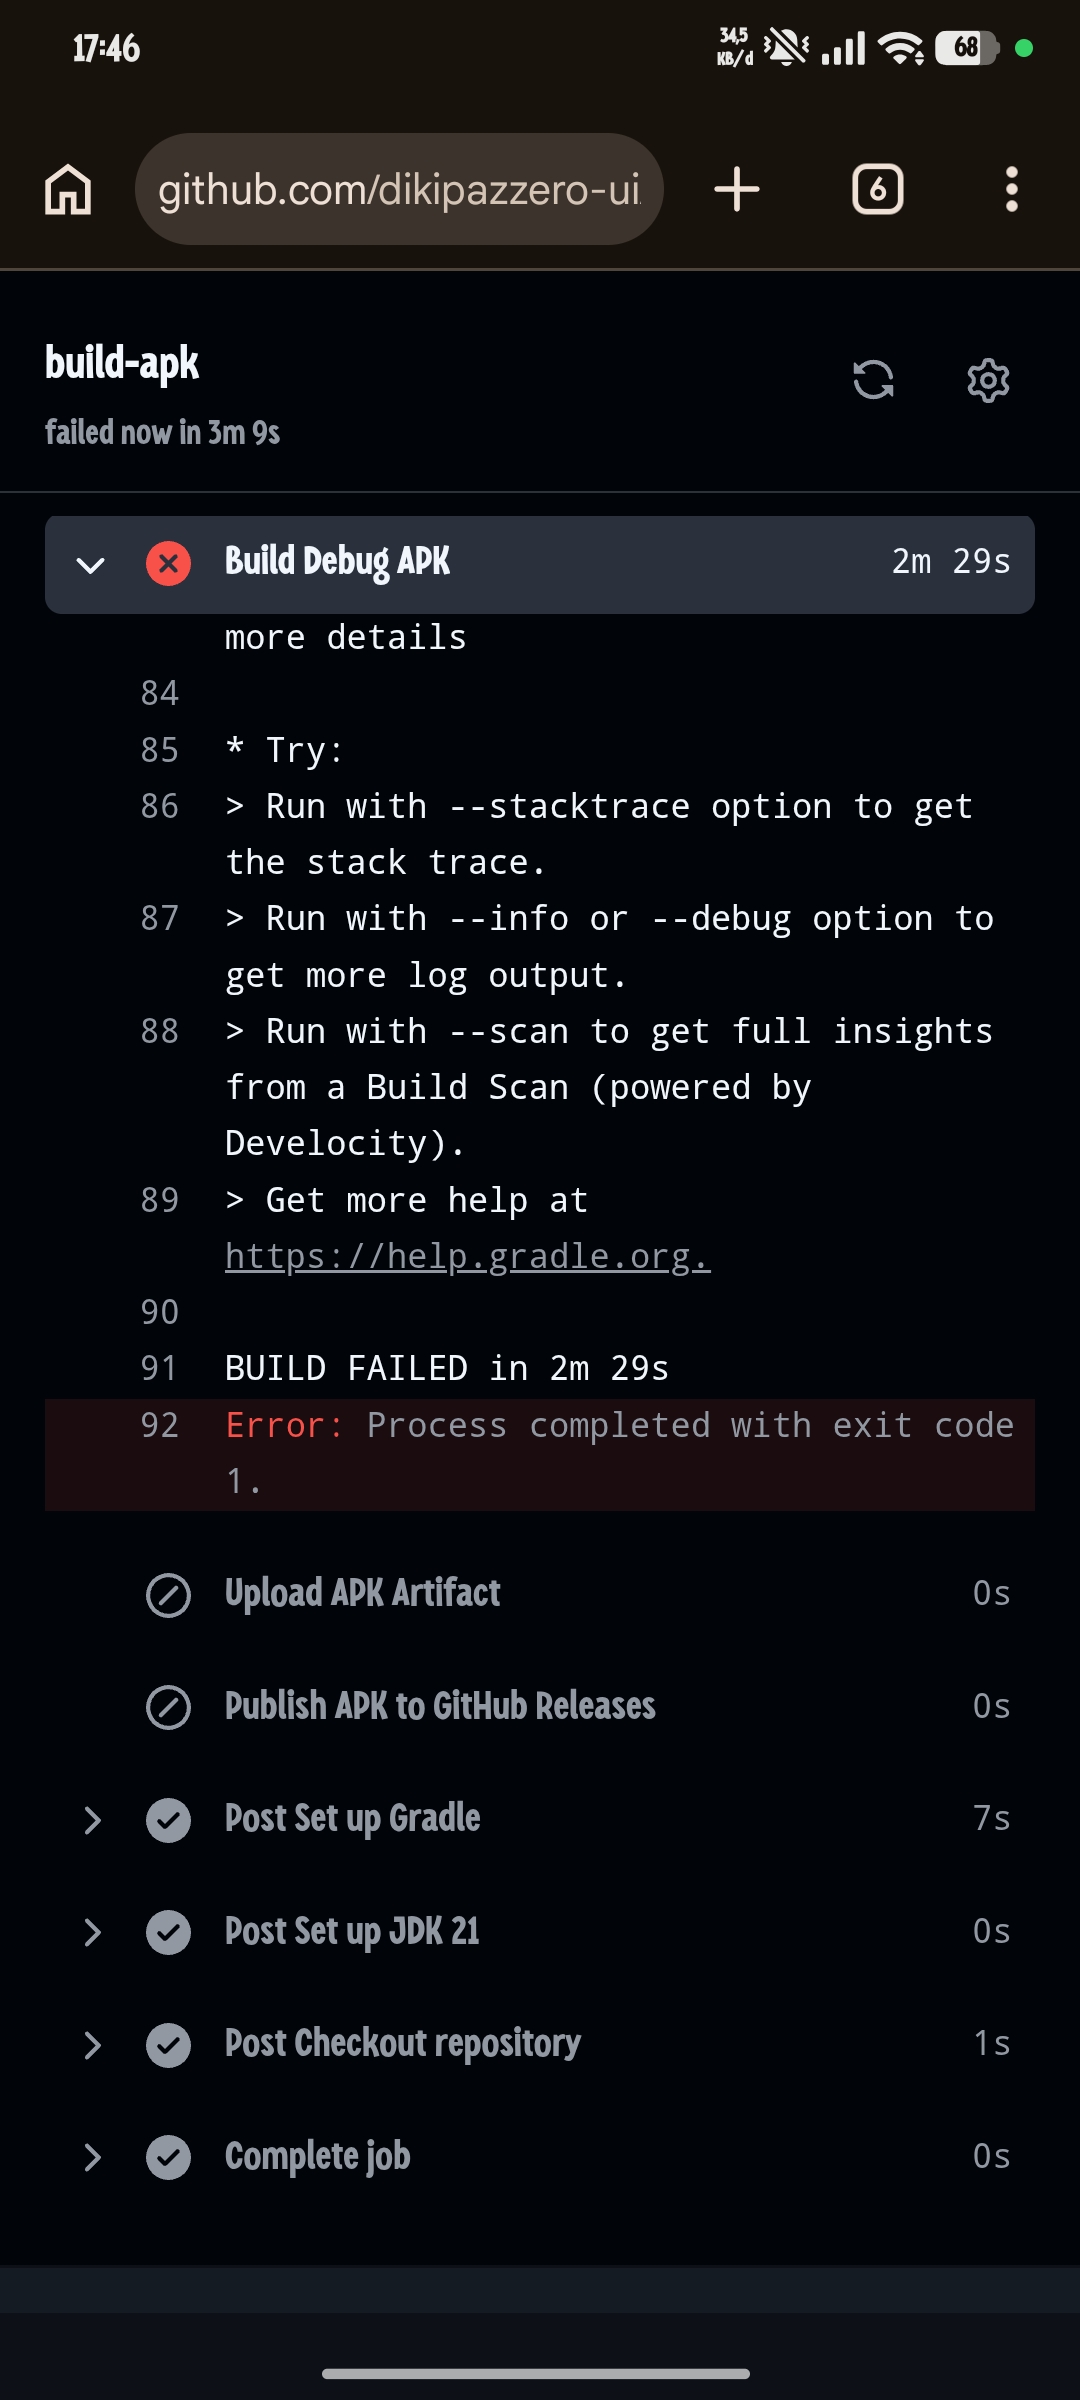 17:46
34,5
KB/d
68
github.com/dikipazzero-ui
6
build-apk
failed now in 3m 9s
Build Debug APK 2m 29s
more details
84
85 * Try:
86 > Run with --stacktrace option to get
the stack trace.
87 > Run with --info or --debug option to
get more log output.
88 > Run with --scan to get full insights
from a Build Scan (powered by
Develocity).
89 > Get more help at
https://help.gradle.org.
90
91 BUILD FAILED in 2m 29s
92 Error: Process completed with exit code
1.
Upload APK Artifact 0s
Publish APK to GitHub Releases 0s
Post Set up Gradle 7s
Post Set up JDK 21 0s
Post Checkout repository 1s
Complete job 0s